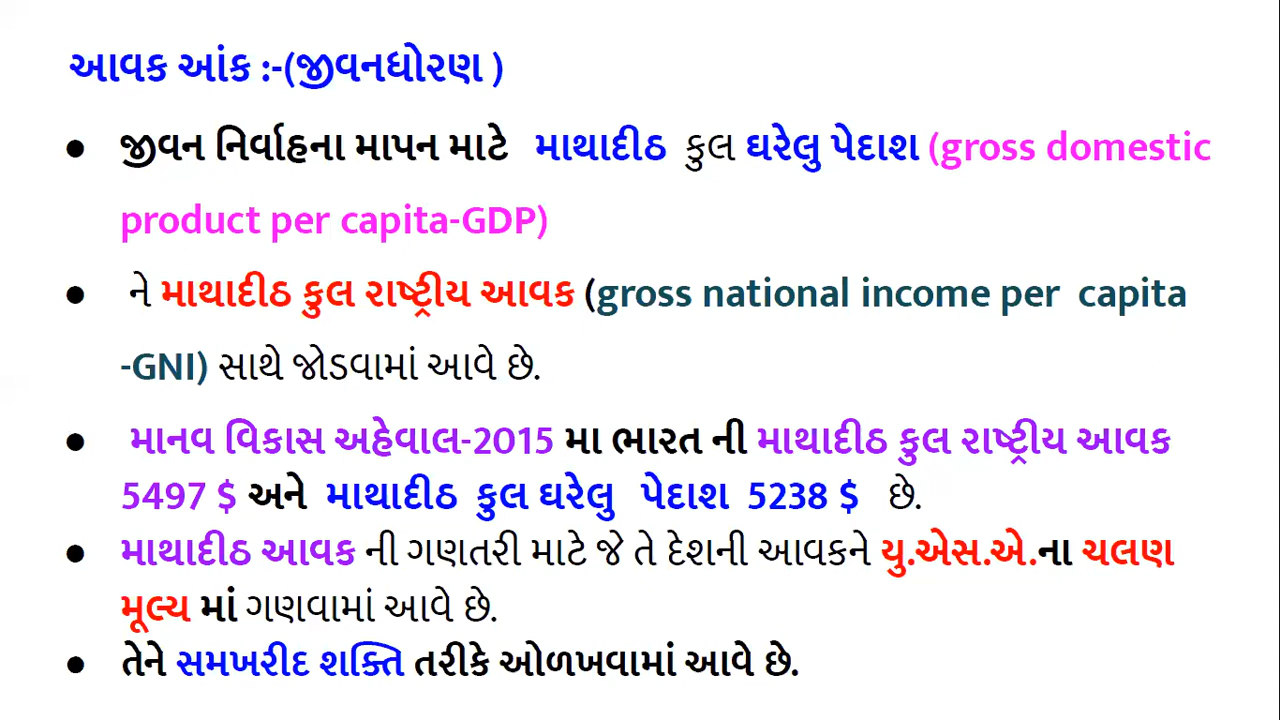 આવક આંક :-(જીવનધોરણ )
● જીવન નિર્વાહના માપન માટે માથાદીઠ કુલ ઘરેલુ પેદાશ (gross domestic
product per capita-GDP)
● ને માથાદીઠ કુલ રાષ્ટ્રીય આવક (gross national income per capita
-GNI) સાથે જોડવામાં આવે છે.
● માનવ વિકાસ અહેવાલ-2015 મા ભારત ની માથાદીઠ કુલ રાષ્ટ્રીય આવક
5497 $ અને માથાદીઠ કુલ ઘરેલુ પેદાશ 5238 $ છે.
● માથાદીઠ આવક ની ગણતરી માટે જે તે દેશની આવકને યુ.એસ.એ.ના ચલણ
મૂલ્ય માં ગણવામાં આવે છે.
● તેને સમખરીદ શક્તિ તરીકે ઓળખવામાં આવે છે.